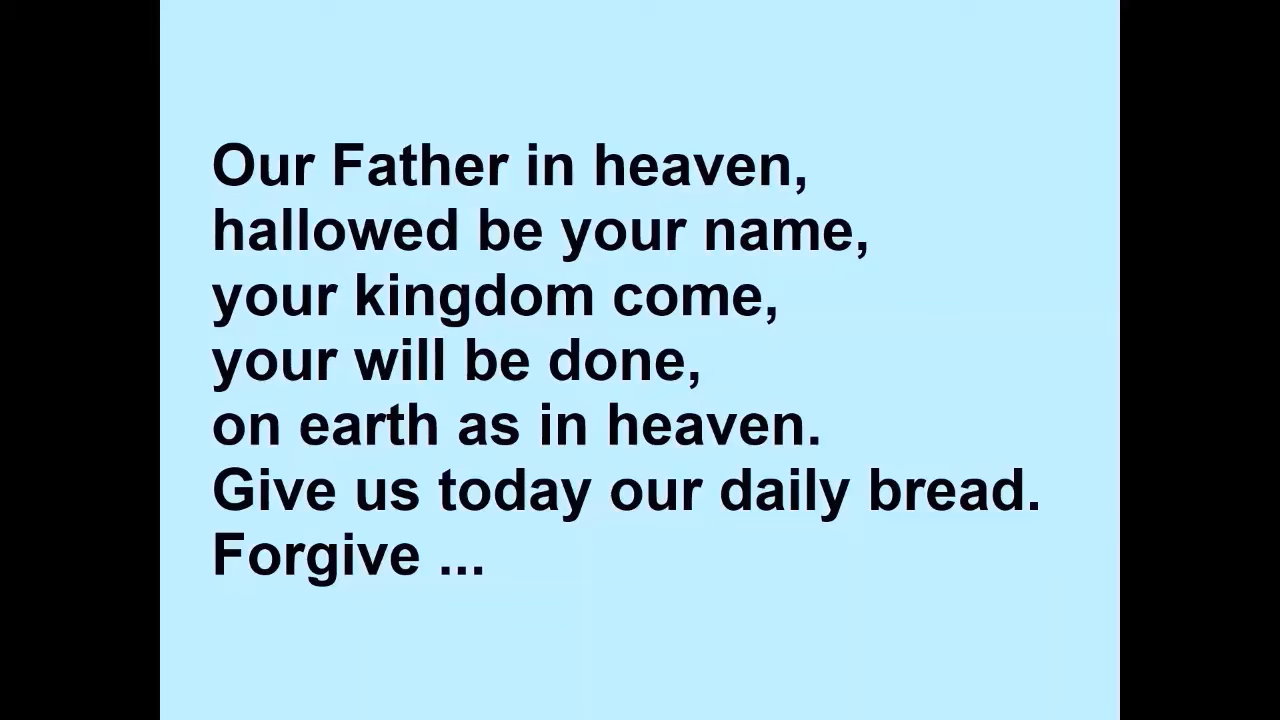 Our Father in heaven,
hallowed be your name,
your kingdom come,
your will be done,
on earth as in heaven.
Give us today our daily bread.
Forgive ...